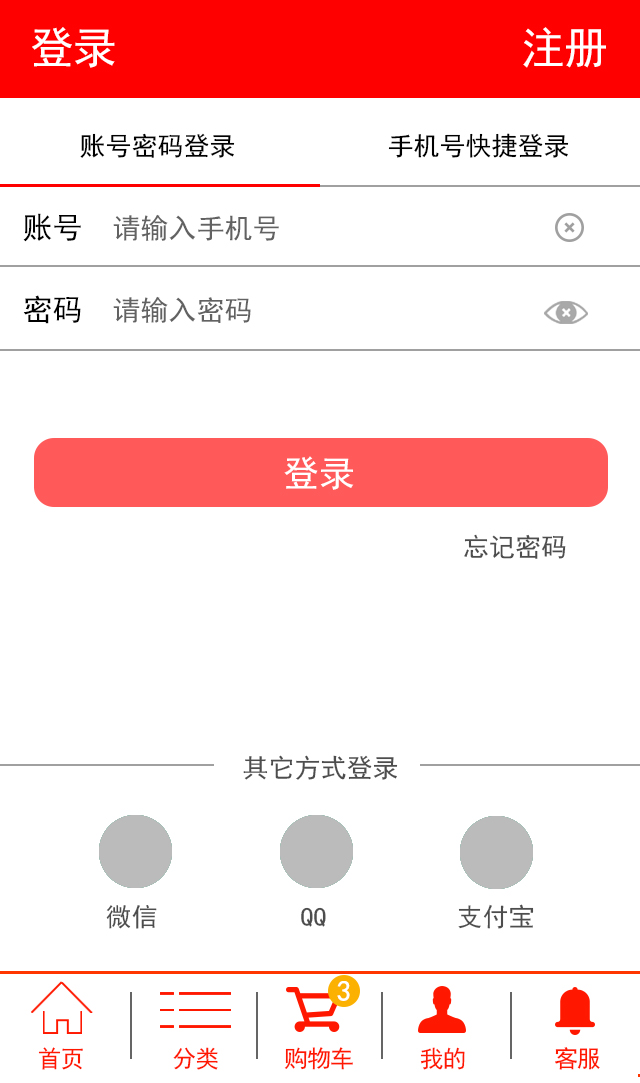 登录 注册
账号密码登录 手机号快捷登录
账号 请输入手机号
密码 请输入密码
登录
忘记密码
其它方式登录
微信 QQ 支付宝
3
首页 分类 购物车 我的 客服